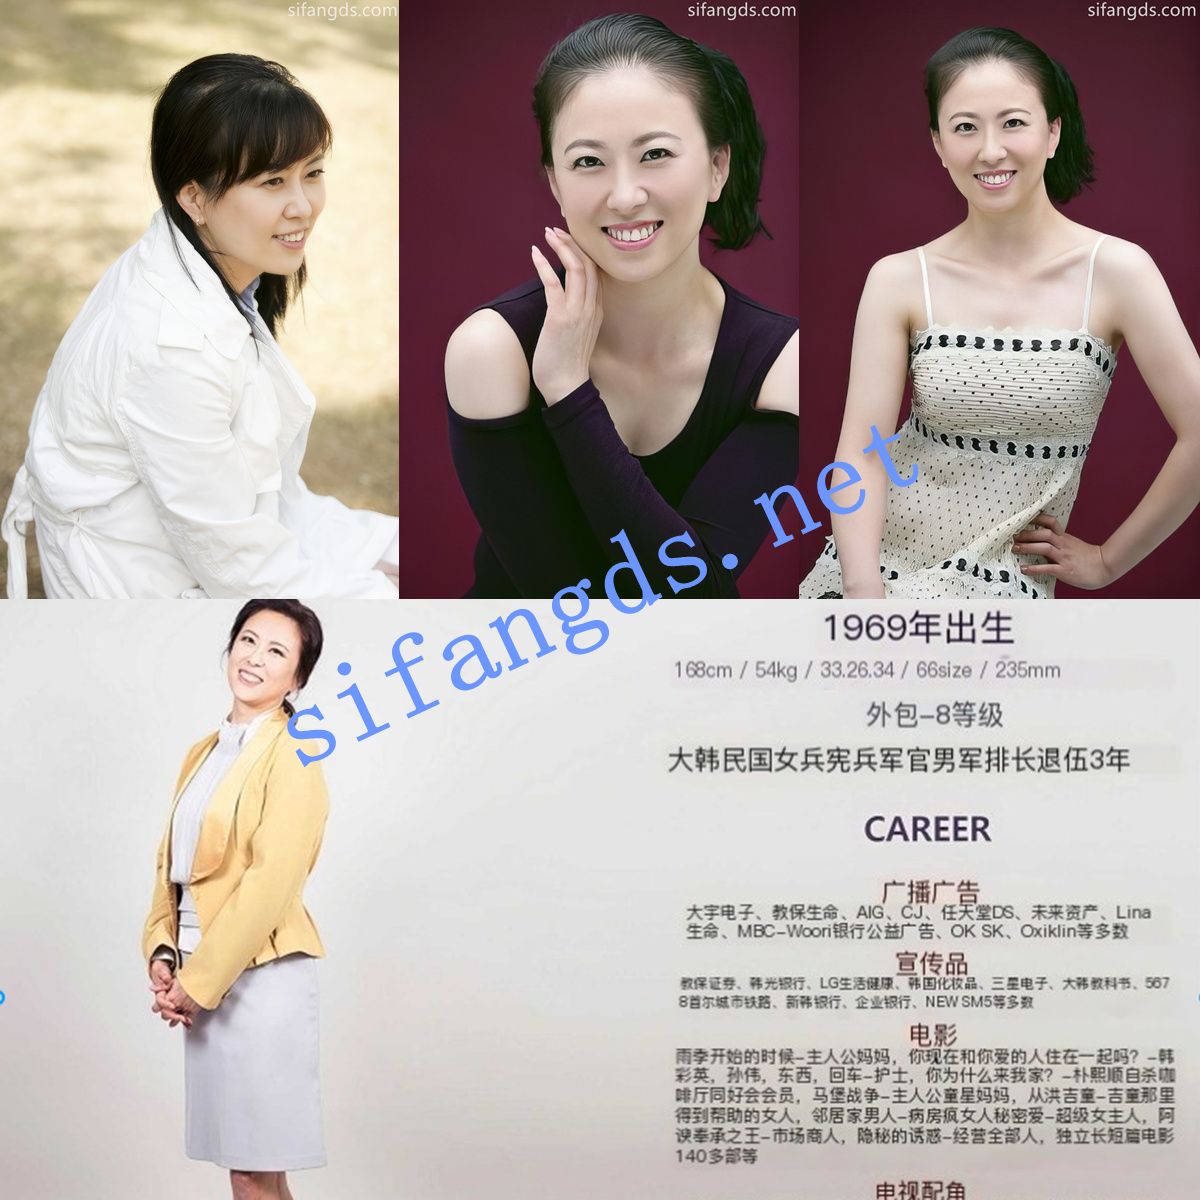 sifangds.com
sifangds.com
sifangds.com
sifangds.net
1969年出生
168cm / 54kg / 33.26.34 / 66size / 235mm
外包-8等级
大韩民国女兵宪兵军官男军排长退伍3年
CAREER
广播广告
大宇电子、教保生命、AIG、CJ、任天堂DS、未来资产、Lina
生命、MBC-Woori银行公益广告、OK SK、Oxiklin等多数
宣传品
教保证券、韩光银行、LG生活健康、韩国化妆品、三星电子、大韩教科书、567
8首尔城市铁路、新韩银行、企业银行、NEW SM5等多数
电影
雨季开始的时候-主人公妈妈，你现在和你爱的人住在一起吗？-韩
彩英，孙伟，东西，回车-护士，你为什么来我家？-朴熙顺自杀咖
啡厅同好会会员，马堡战争-主人公童星妈妈，从洪吉童-吉童那里
得到帮助的女人，邻居家男人-病房疯女人秘密爱-超级女主人，阿
谀奉承之王-市场商人，隐秘的诱惑-经营全部人，独立长短篇电影
140多部等
电视配角